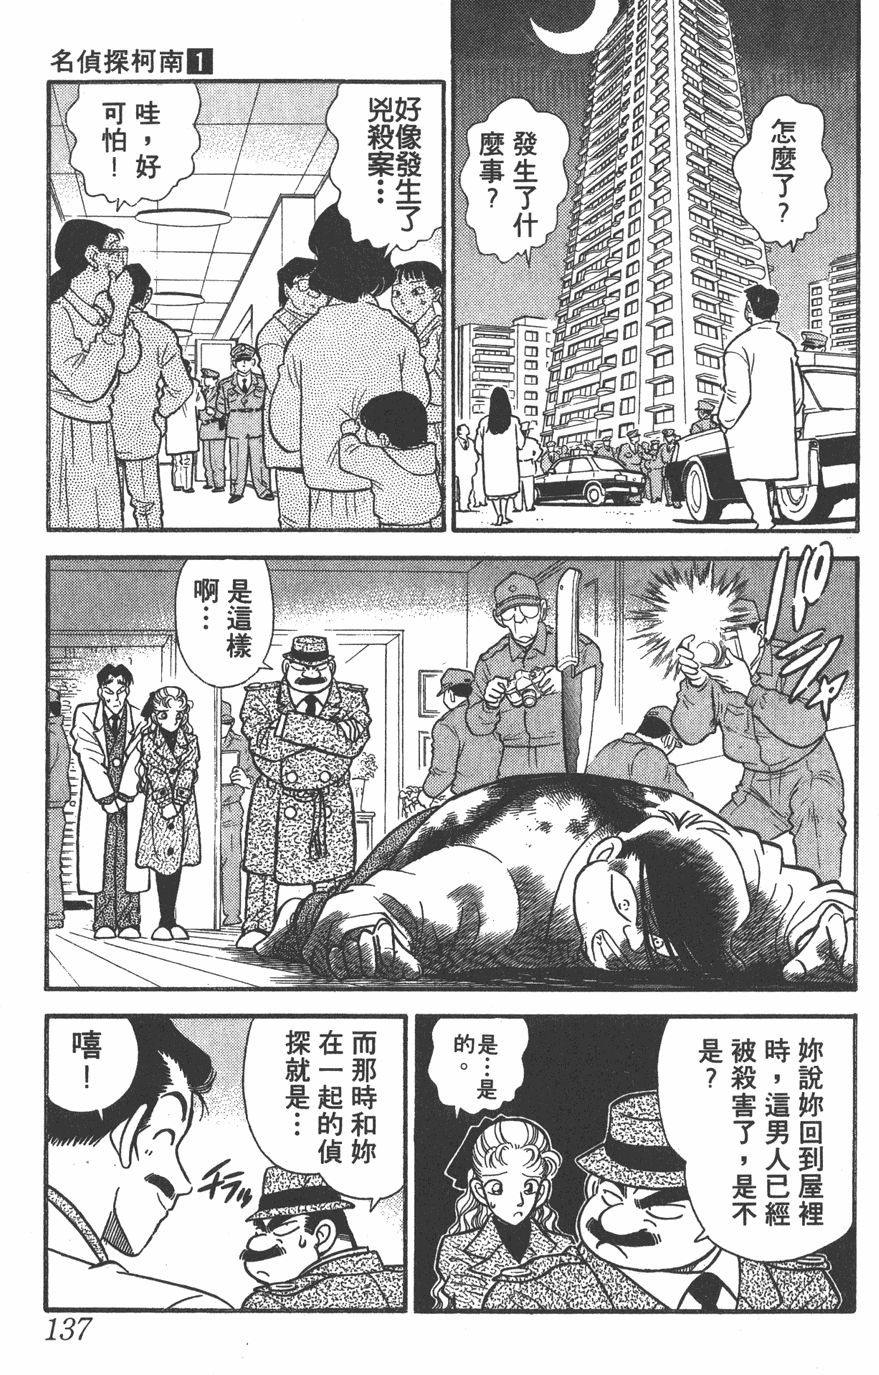 名偵探柯南1
怎麼了?
發生了什
麼事?
好像發生了
兇殺案…
哇,好
可怕!
是這樣
啊…
妳說妳回到屋裡
時,這男人已經
被殺害了,是不
是?
是…是
的。
而那時和妳
在一起的偵
探就是…
チラッ
嘻!
137